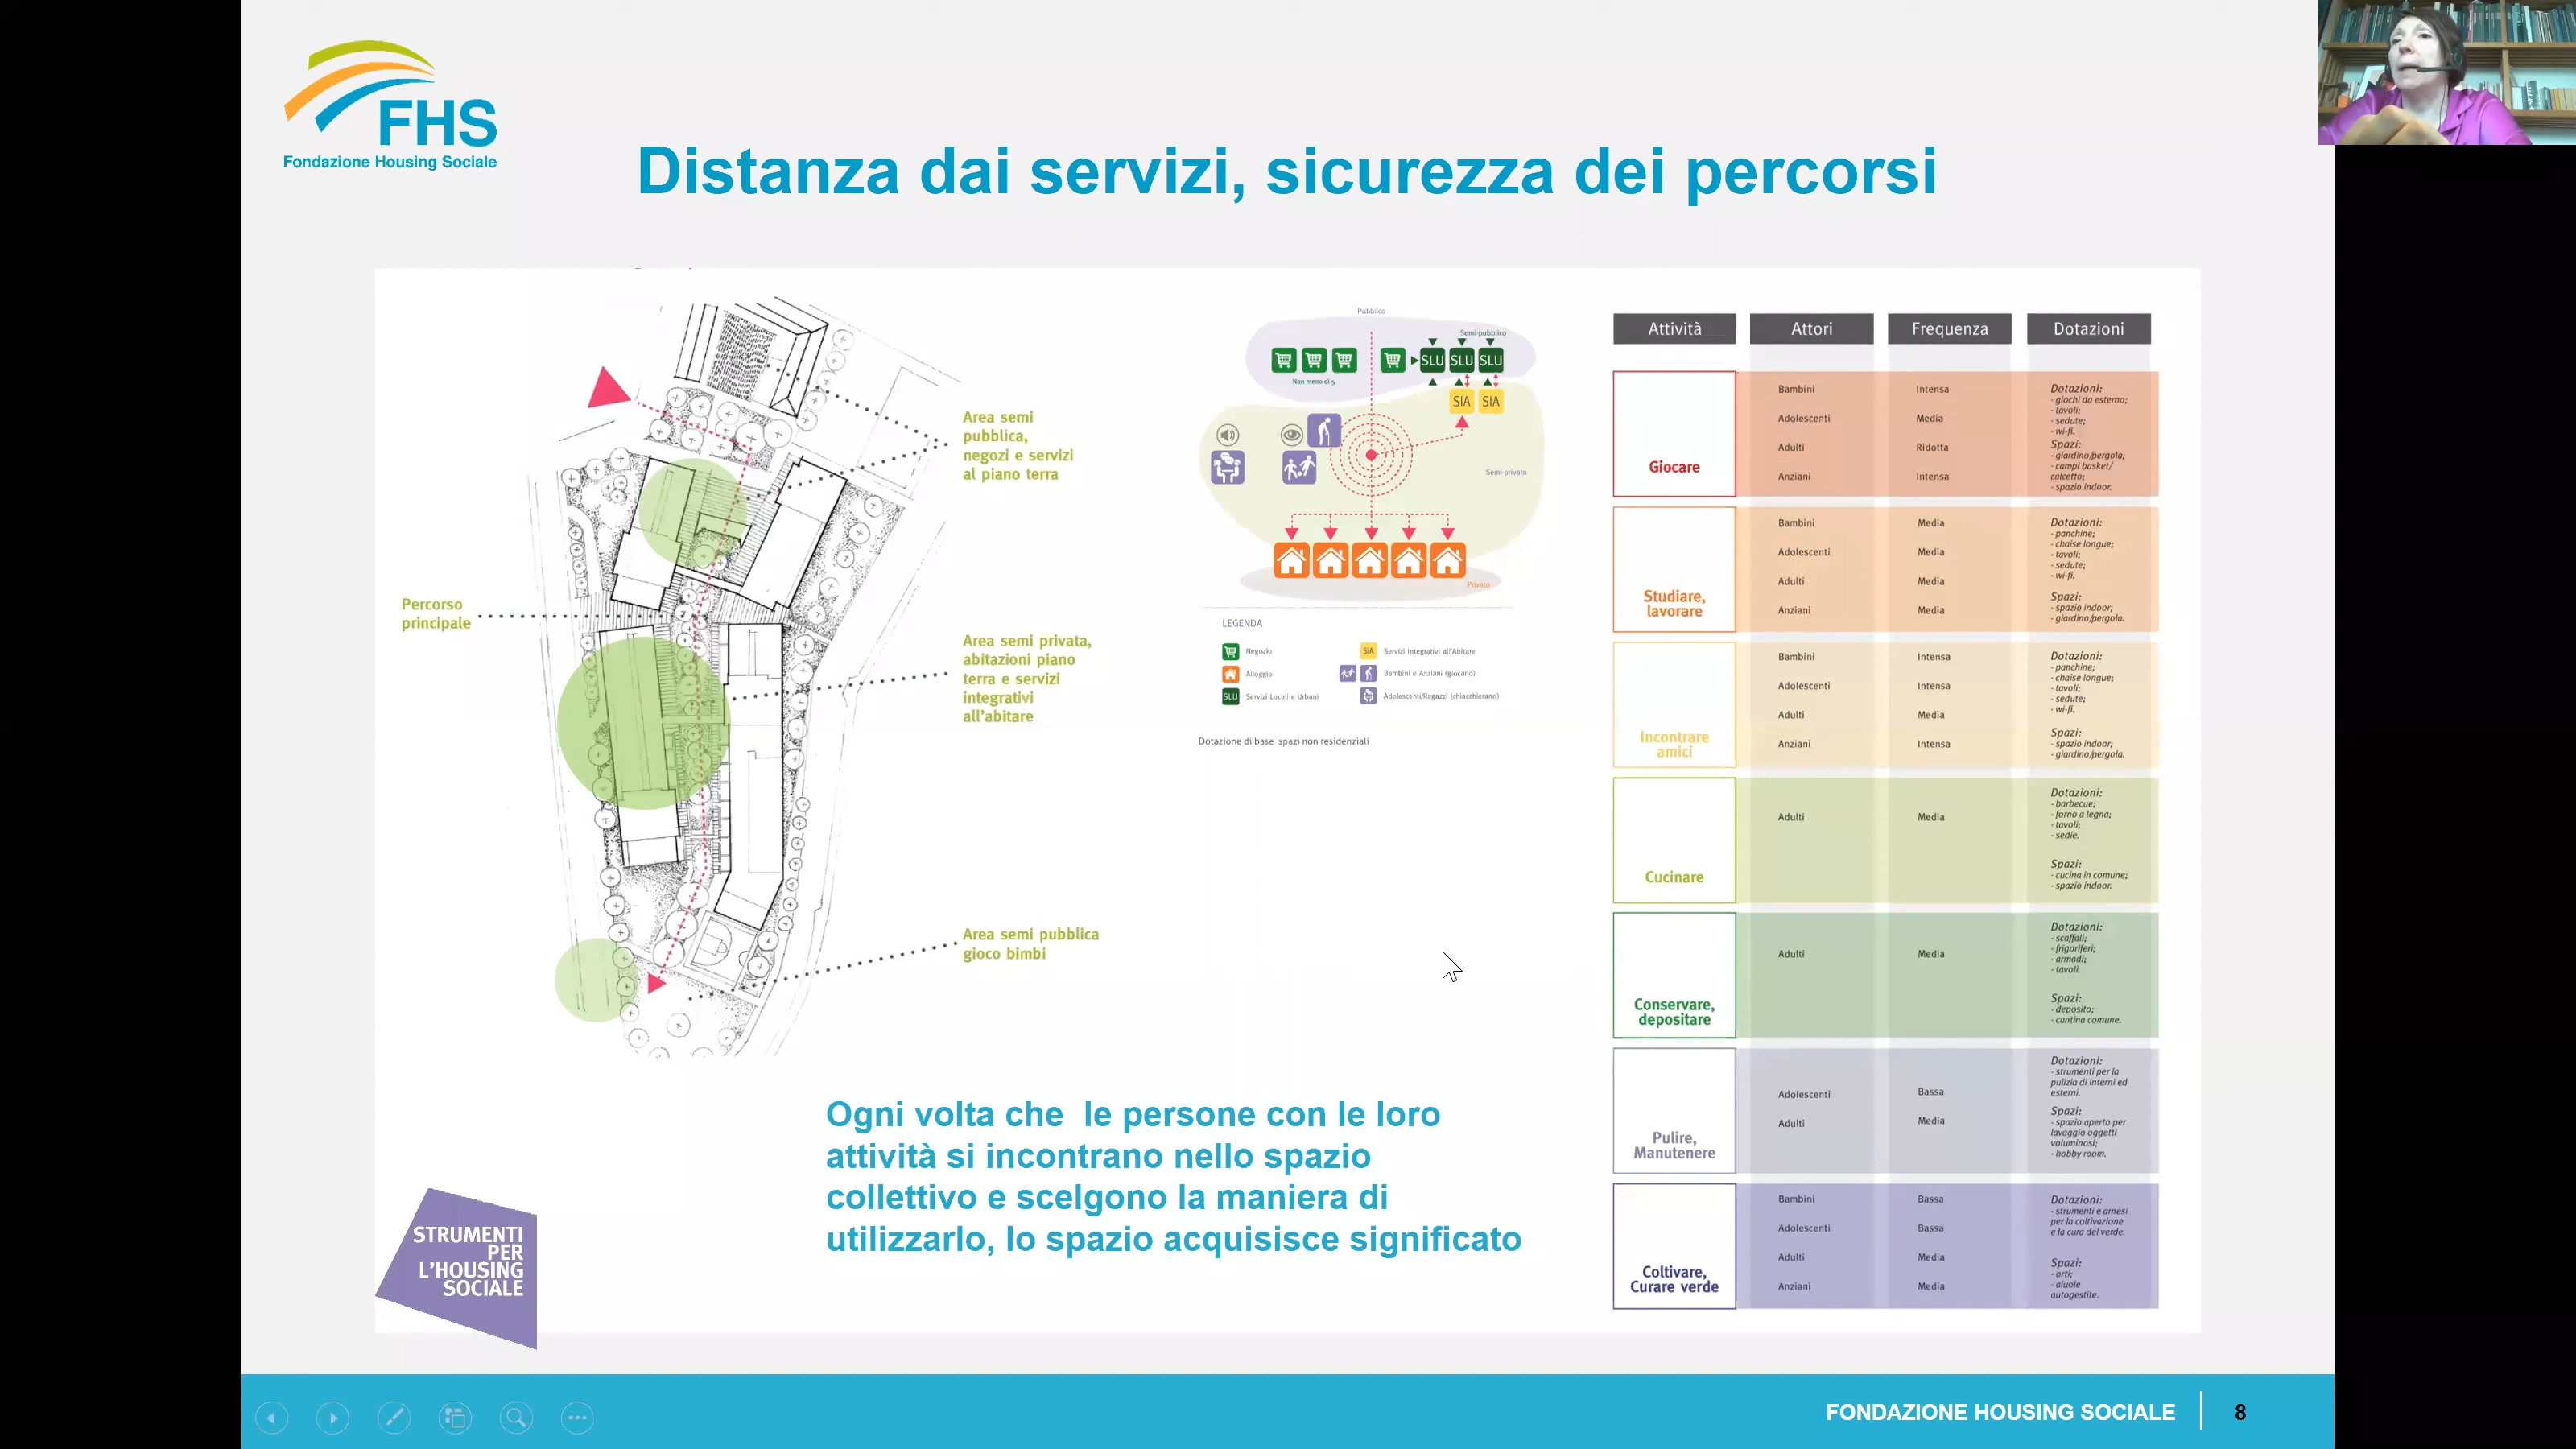 FHS
Fondazione Housing Sociale
Distanza dai servizi, sicurezza dei percorsi
Area semi
pubblica,
negozi e servizi
al piano terra
Percorso
principale
Area semi privata,
abitazioni piano
terra e servizi
integrativi
all'abitare
Area semi pubblica
gioco bimbi
Pubblico
Semi-pubblico
SLU SLU SLU
Non meno di 5
SIA SIA
Semi-privato
Privato
LEGENDA
Negozio
Alloggio
SLU Servizi Locali e Urbani
SIA Servizi Integrativi all'Abitare
Bambini e Anziani (giocano)
Adolescenti/Ragazzi (chiacchierano)
Dotazione di base spazi non residenziali
Attività Attori Frequenza Dotazioni
Giocare
Bambini Intensa
Adolescenti Media
Adulti Ridotta
Anziani Intensa
Dotazioni:
- giochi da esterno;
- tavoli;
- sedute;
- wi-fi.
Spazi:
- giardino/pergola;
- campi basket/
calcetto;
- spazio indoor.
Studiare,
lavorare
Bambini Media
Adolescenti Media
Adulti Media
Anziani Media
Dotazioni:
- panchine;
- chaise longue;
- tavoli;
- sedute;
- wi-fi.
Spazi:
- spazio indoor;
- giardino/pergola.
Incontrare
amici
Bambini Intensa
Adolescenti Intensa
Adulti Media
Anziani Intensa
Dotazioni:
- panchine;
- chaise longue;
- tavoli;
- sedute;
- wi-fi.
Spazi:
- spazio indoor;
- giardino/pergola.
Cucinare
Adulti Media
Dotazioni:
- barbecue;
- forno a legna;
- tavoli;
- sedie.
Spazi:
- cucina in comune;
- spazio indoor.
Conservare,
depositare
Adulti Media
Dotazioni:
- scaffali;
- frigoriferi;
- armadi;
- tavoli.
Spazi:
- deposito;
- cantina comune.
Pulire,
Manutenere
Adolescenti Bassa
Adulti Media
Dotazioni:
- strumenti per la
pulizia di interni ed
esterni.
Spazi:
- spazio aperto per
lavaggio oggetti
voluminosi;
- hobby room.
Coltivare,
Curare verde
Bambini Bassa
Adolescenti Bassa
Adulti Media
Anziani Media
Dotazioni:
- strumenti e arnesi
per la coltivazione
e la cura del verde.
Spazi:
- orti;
- aiuole
autogestite.
Ogni volta che  le persone con le loro
attività si incontrano nello spazio
collettivo e scelgono la maniera di
utilizzarlo, lo spazio acquisisce significato
STRUMENTI
PER
L'HOUSING
SOCIALE
FONDAZIONE HOUSING SOCIALE
8